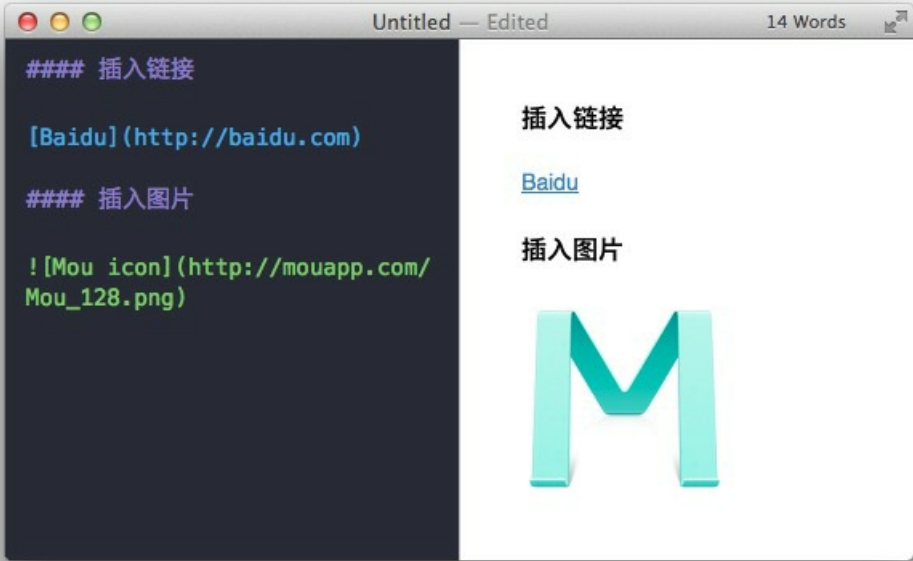 Untitled — Edited
14 Words
#### 插入链接
[Baidu](http://baidu.com)
#### 插入图片
![Mou icon](http://mouapp.com/
Mou_128.png)
插入链接
Baidu
插入图片
M